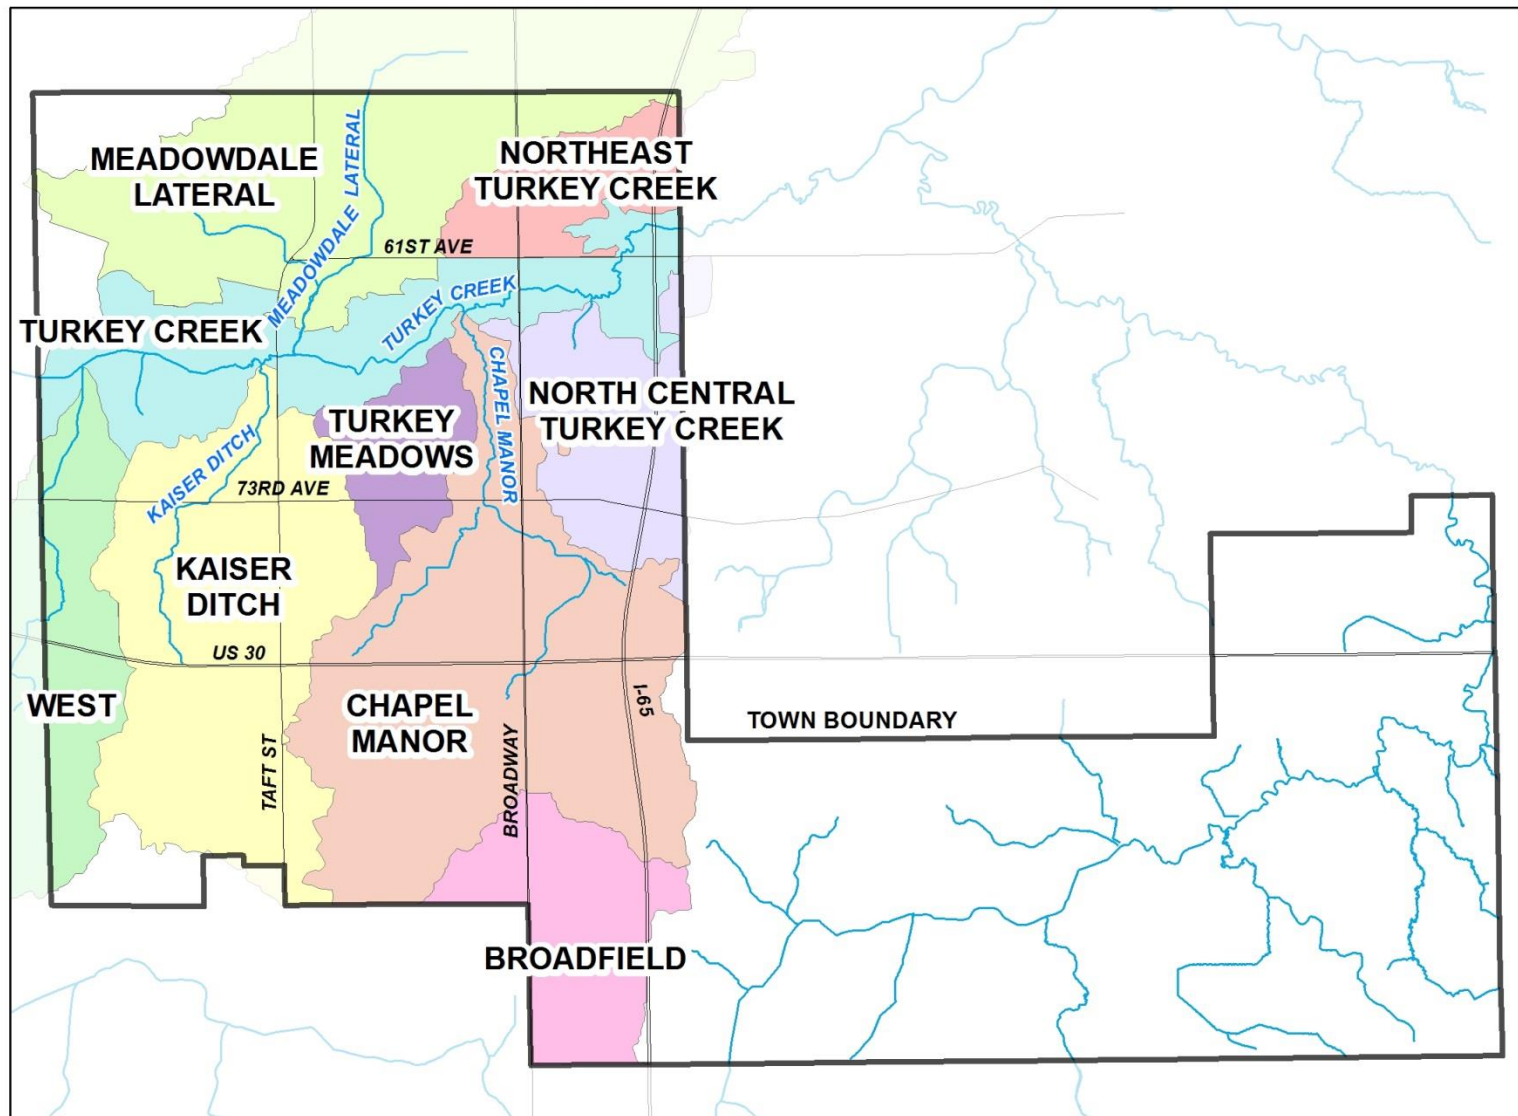 MEADOWDALE
LATERAL
MEADOWDALE LATERAL
NORTHEAST
TURKEY CREEK
61ST AVE
TURKEY CREEK
TURKEY CREEK
CHAPEL MANOR
NORTH CENTRAL
TURKEY CREEK
TURKEY
MEADOWS
KAISER DITCH
73RD AVE
KAISER
DITCH
US 30
WEST
CHAPEL
MANOR
I-65
TOWN BOUNDARY
TAFT ST
BROADWAY
BROADFIELD